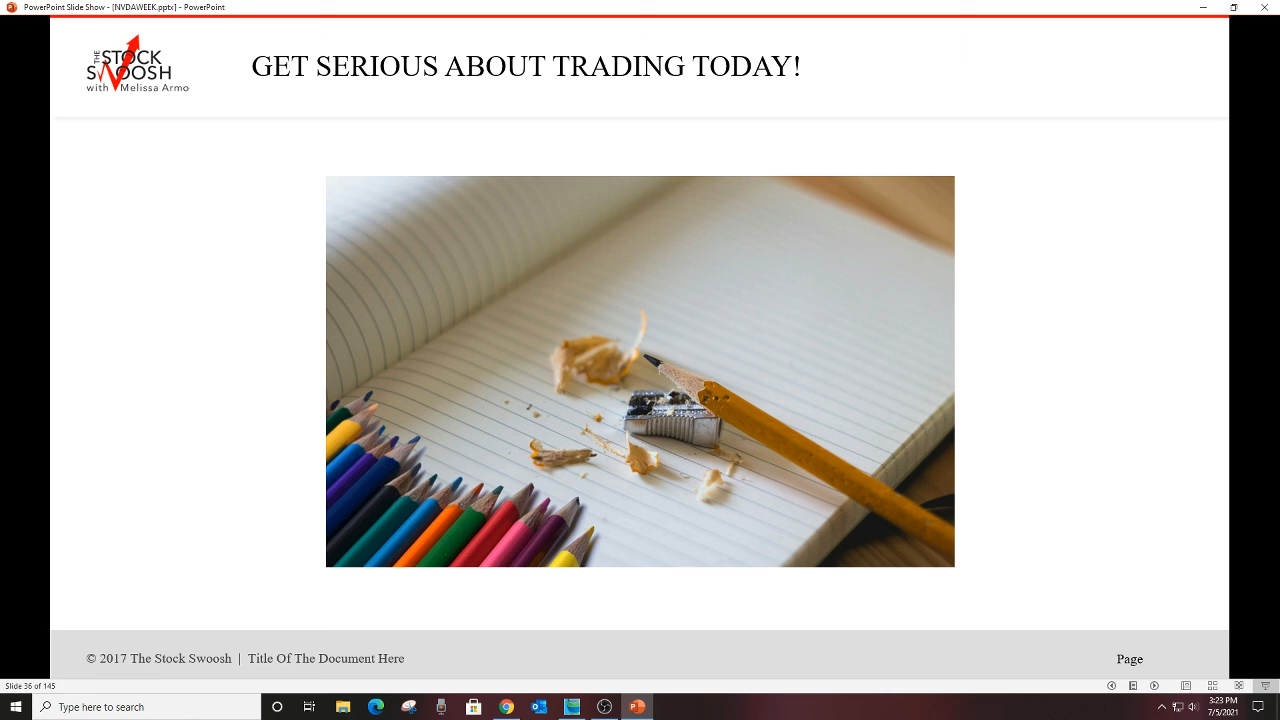 PowerPoint Slide Show - [NVDAWEEK.pptx] - PowerPoint
THE
STOCK
SWOOSH
with Melissa Armo
GET SERIOUS ABOUT TRADING TODAY!
© 2017 The Stock Swoosh | Title Of The Document Here
Page
Slide 36 of 145
Type here to search
3:23 PM
7/5/2021